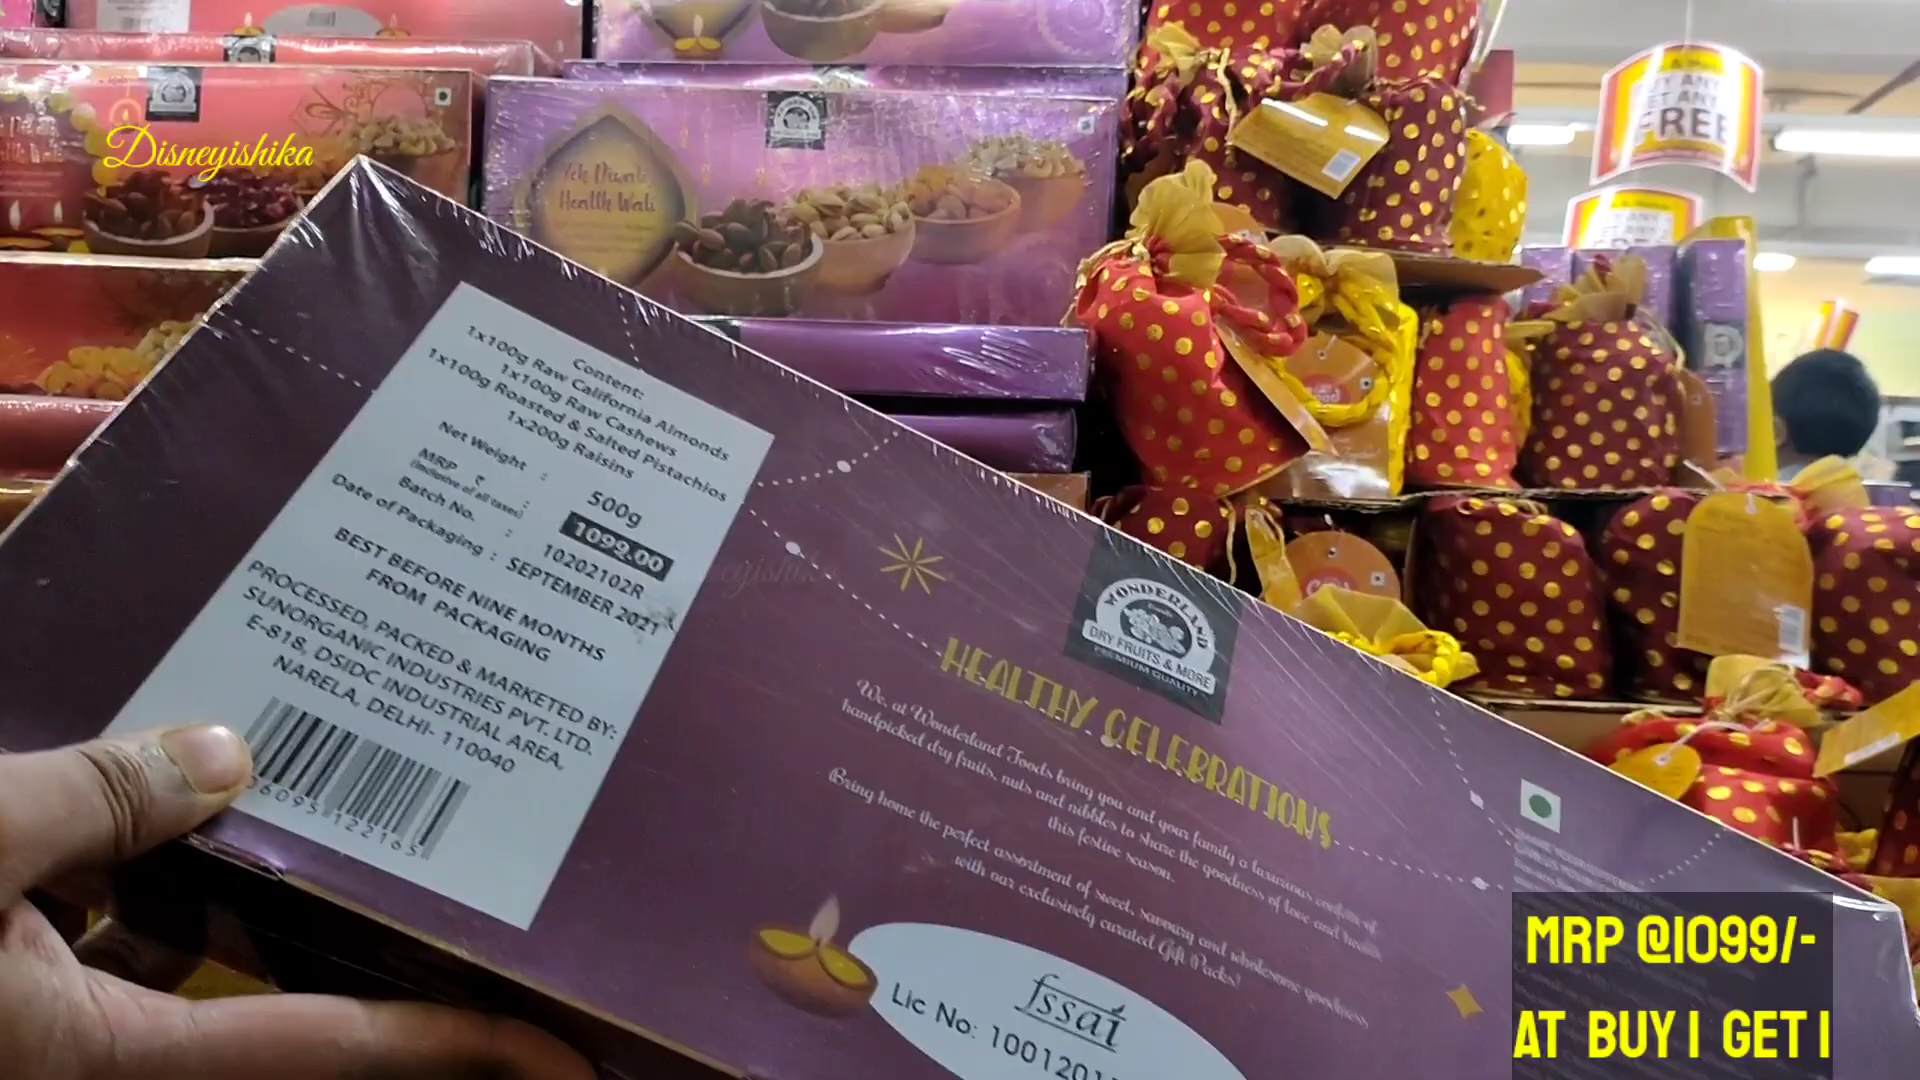 Disneyishika
Yeh Diwali
Health Wali
FREE
Content:
1x100g Raw California Almonds
1x100g Raw Cashews
1x100g Roasted & Salted Pistachios
1x200g Raisins
Net Weight : 500g
MRP ₹ : 1099.00
(Inclusive of all taxes)
Batch No. : 10202102R
Date of Packaging : SEPTEMBER 2021
BEST BEFORE NINE MONTHS
FROM PACKAGING
PROCESSED, PACKED & MARKETED BY:
SUNORGANIC INDUSTRIES PVT. LTD.
E-818, DSIDC INDUSTRIAL AREA,
NARELA, DELHI- 110040
36095 122165
WONDERLAND
DRY FRUITS & MORE
PREMIUM QUALITY
HEALTHY CELEBRATIONS
We, at Wonderland Foods bring you and your family a luxurious confetti of
handpicked dry fruits, nuts and nibbles to share the goodness of love and health
this festive season.
Bring home the perfect assortment of sweet, savoury and wholesome goodness
with our exclusively curated Gift Packs!
fssai
Lic No: 1001201
MRP @1099/-
AT BUY 1 GET 1